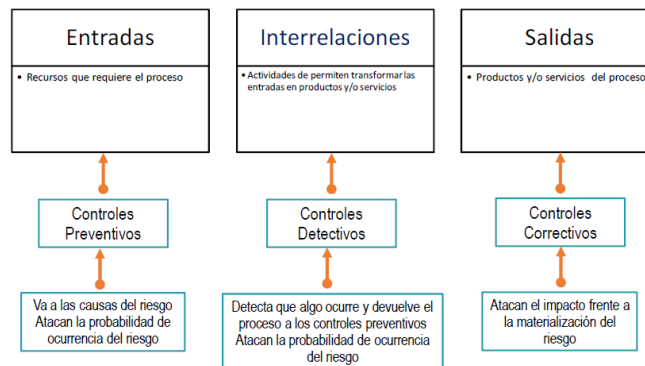 Entradas
• Recursos que requiere el proceso
Interrelaciones
• Actividades de permiten transformar las
entradas en productos y/o servicios
Salidas
• Productos y/o servicios del proceso
Controles
Preventivos
Controles
Detectivos
Controles
Correctivos
Va a las causas del riesgo
Atacan la probabilidad de
ocurrencia del riesgo
Detecta que algo ocurre y devuelve el
proceso a los controles preventivos
Atacan la probabilidad de ocurrencia
del riesgo
Atacan el impacto frente a
la materialización del
riesgo